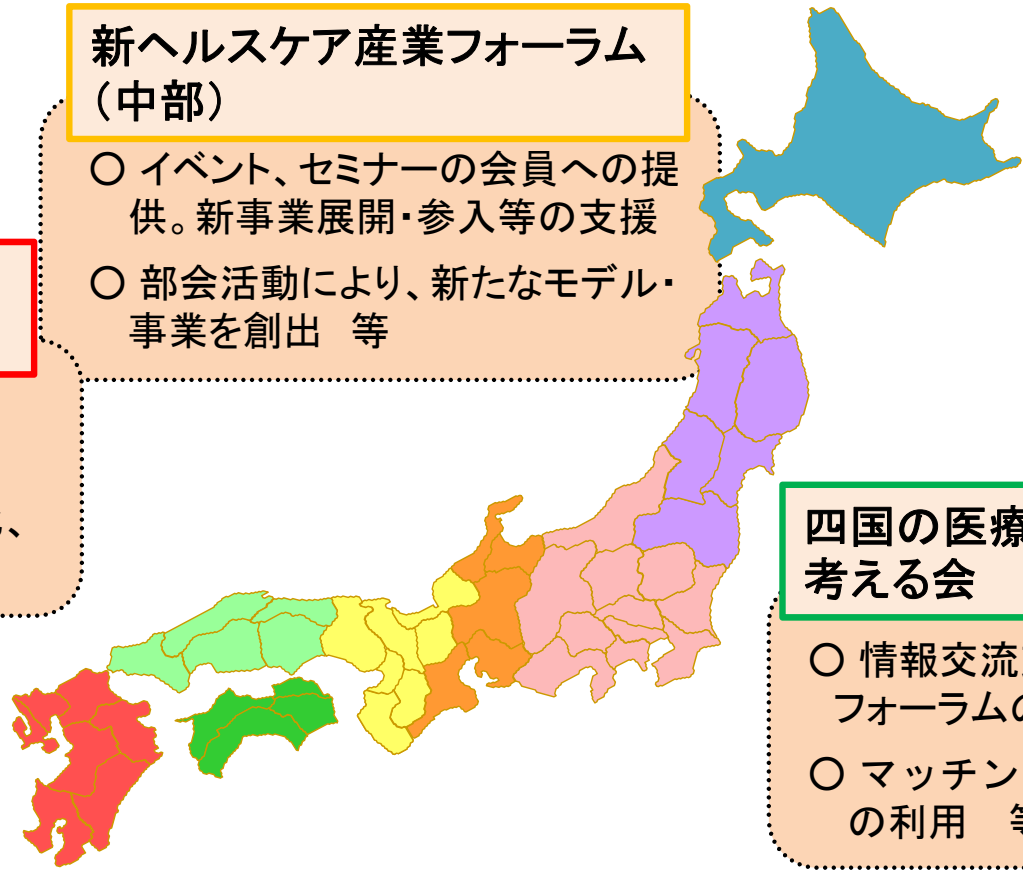 新ヘルスケア産業フォーラム
(中部)
〇 イベント、セミナーの会員への提
供。新事業展開・参入等の支援
〇 部会活動により、新たなモデル・
事業を創出　等
、
四国の医療
考える会
〇 情報交流
フォーラムの
〇 マッチン
の利用　等